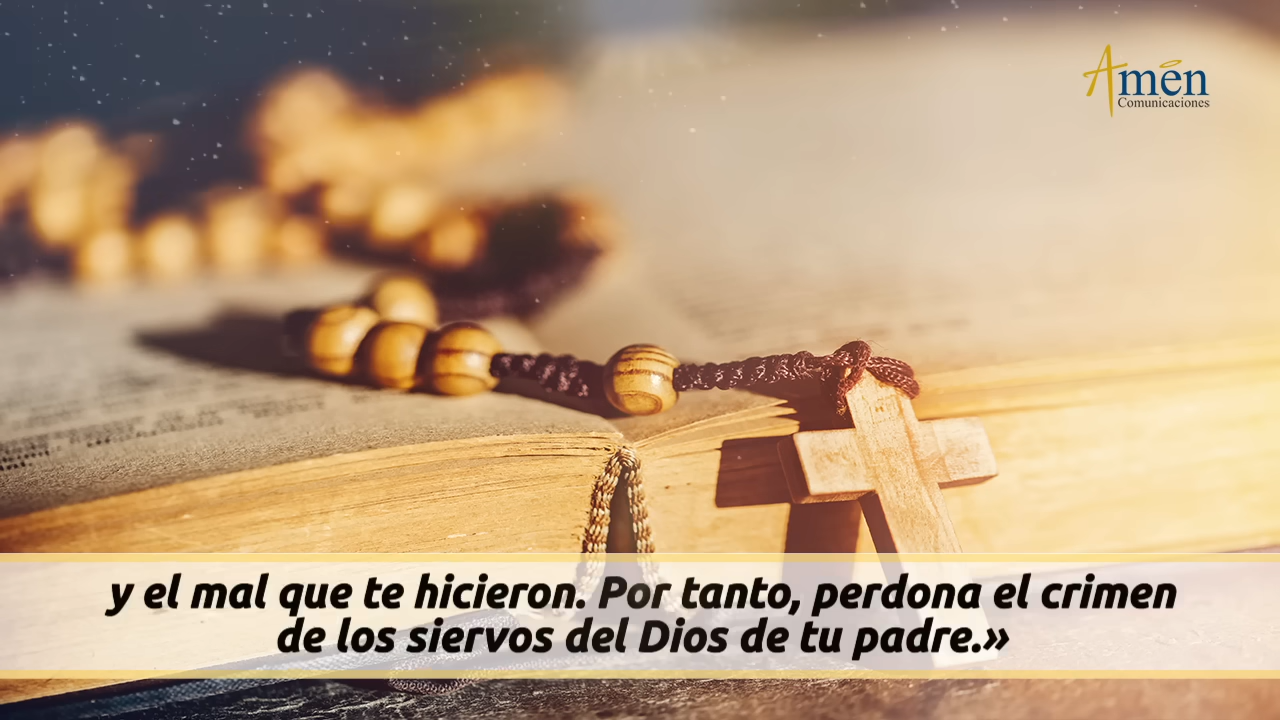 Amén
Comunicaciones
y el mal que te hicieron. Por tanto, perdona el crimen
de los siervos del Dios de tu padre.»